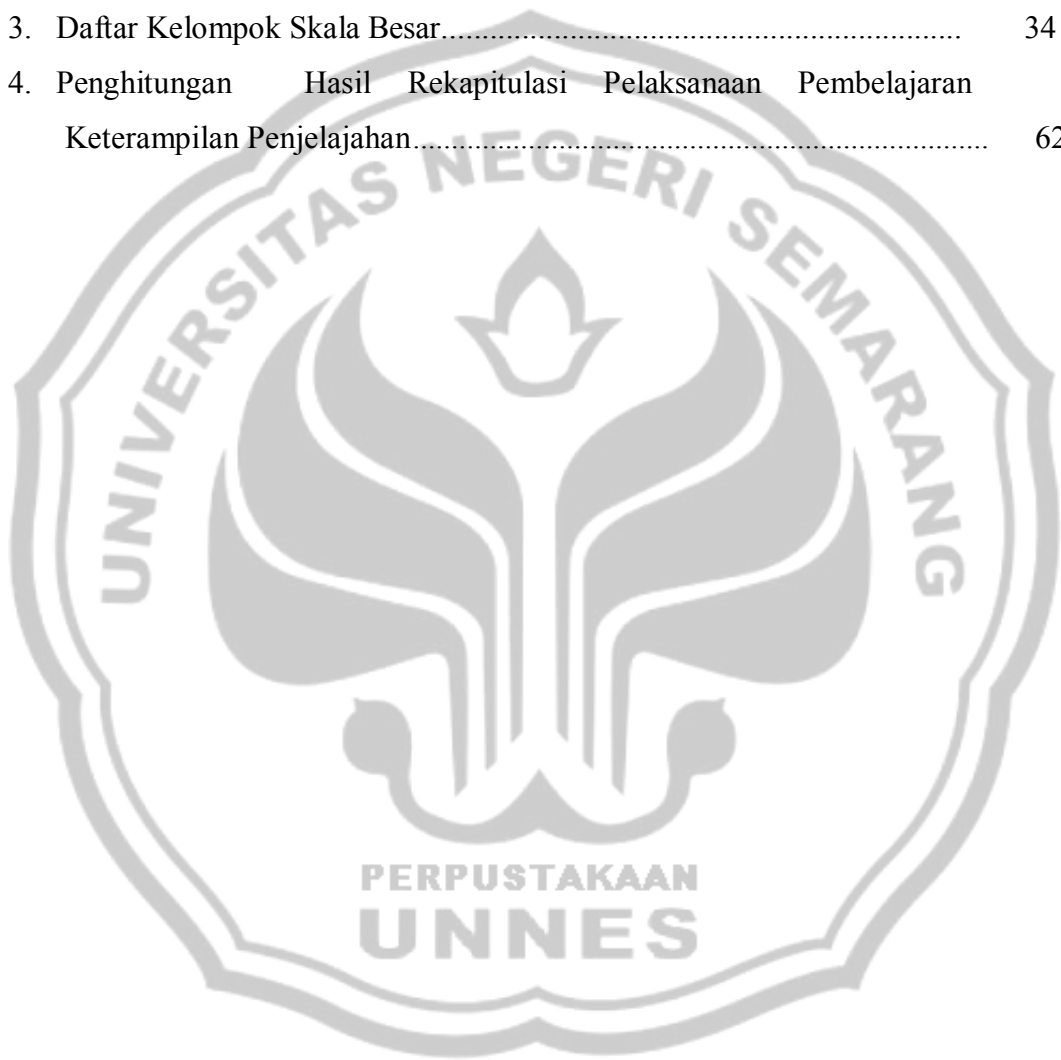 3. Daftar Kelompok Skala Besar............................................................... 34
4. Penghitungan Hasil Rekapitulasi Pelaksanaan Pembelajaran
Keterampilan Penjelajahan...................................................................... 62
UNIVERSITAS NEGERI SEMARANG
PERPUSTAKAAN
UNNES